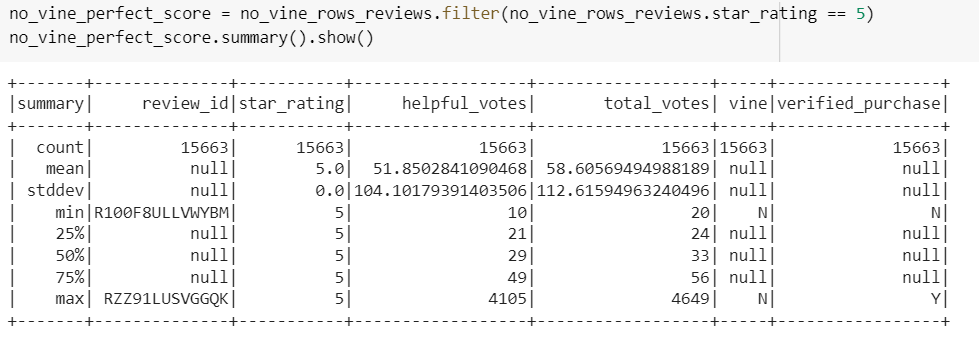 no_vine_perfect_score = no_vine_rows_reviews.filter(no_vine_rows_reviews.star_rating == 5)
no_vine_perfect_score.summary().show()
+-------+--------------+-----------+------------------+------------------+-----+-----------------+
|summary|     review_id|star_rating|     helpful_votes|       total_votes| vine|verified_purchase|
+-------+--------------+-----------+------------------+------------------+-----+-----------------+
|  count|         15663|      15663|             15663|             15663|15663|            15663|
|   mean|          null|        5.0|  51.8502841090468| 58.60569494988189| null|             null|
| stddev|          null|        0.0|104.10179391403506|112.61594963240496| null|             null|
|    min|R100F8ULLVWYBM|          5|                10|                20|    N|                N|
|    25%|          null|          5|                21|                24| null|             null|
|    50%|          null|          5|                29|                33| null|             null|
|    75%|          null|          5|                49|                56| null|             null|
|    max| RZZ91LUSVGGQK|          5|              4105|              4649|    N|                Y|
+-------+--------------+-----------+------------------+------------------+-----+-----------------+